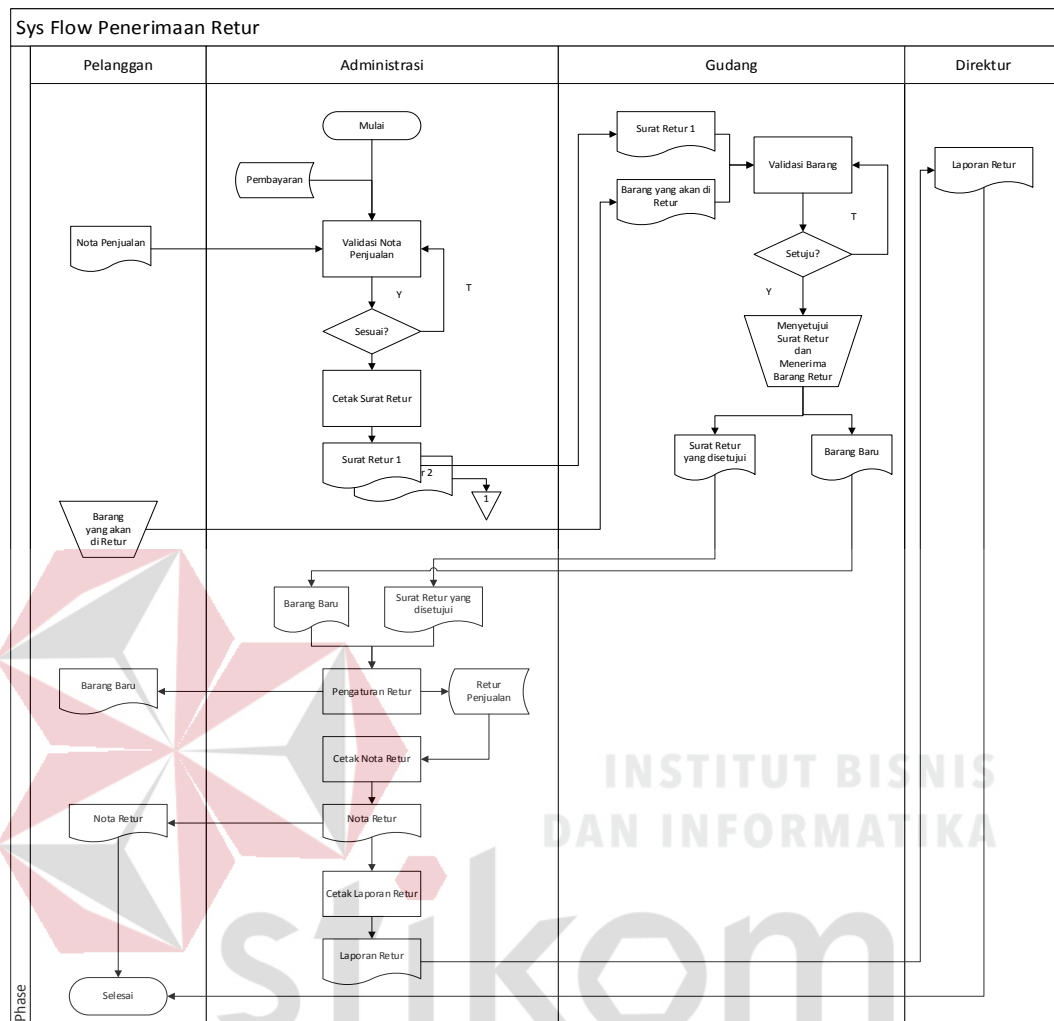 Sys Flow Penerimaan Retur
Pelanggan
Administrasi
Gudang
Direktur
Mulai
Pembayaran
Nota Penjualan
Validasi Nota
Penjualan
Y
T
Sesuai?
Cetak Surat Retur
Surat Retur 1
r 2
1
Barang
yang akan
di Retur
Surat Retur 1
Barang yang akan di
Retur
Validasi Barang
T
Setuju?
Y
Menyetujui
Surat Retur
dan
Menerima
Barang Retur
Surat Retur
yang disetujui
Barang Baru
Laporan Retur
Barang Baru
Surat Retur yang
disetujui
Barang Baru
Pengaturan Retur
Retur
Penjualan
Cetak Nota Retur
Nota Retur
Nota Retur
Cetak Laporan Retur
Laporan Retur
Selesai
Phase
INSTITUT BISNIS
DAN INFORMATIKA
stikom